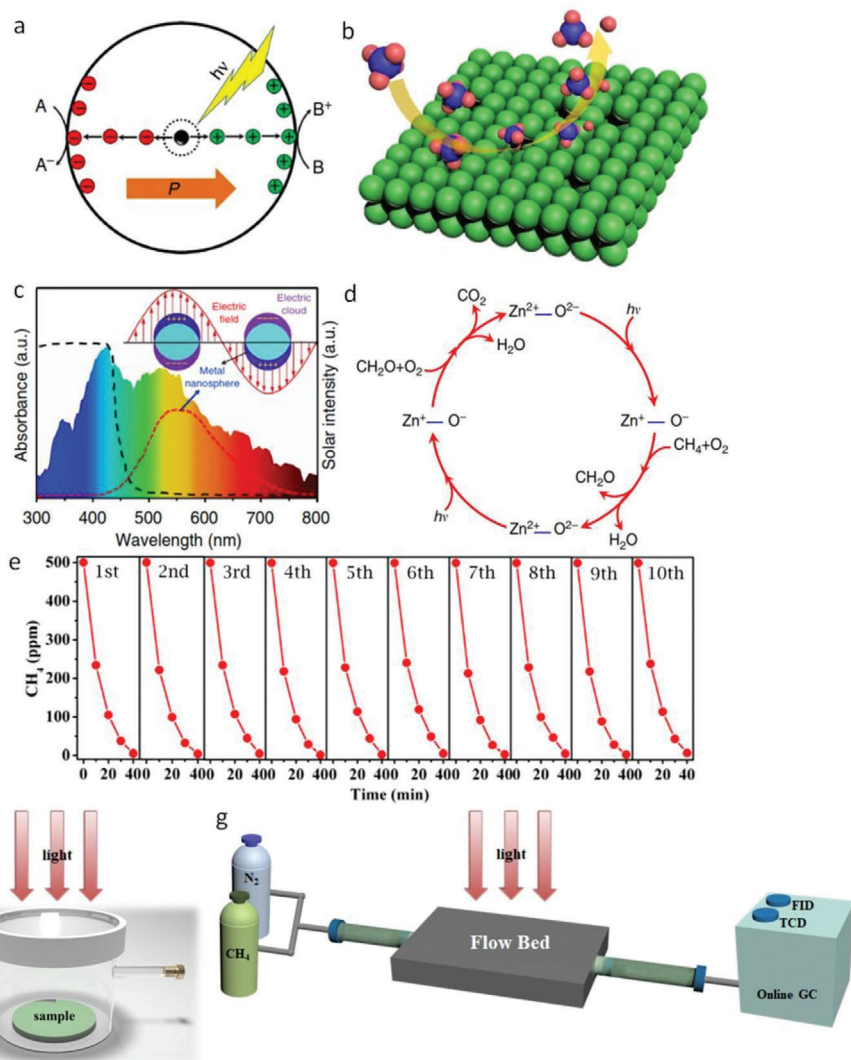 a
hν
A
B⁺
A⁻
B
P
b
c
Electric field
Electric cloud
Metal nanosphere
Absorbance (a.u.)
Solar intensity (a.u.)
300 400 500 600 700 800
Wavelength (nm)
d
Zn²⁺ — O²⁻
hν
Zn⁺ — O⁻
CH₄+O₂
CH₂O
H₂O
Zn²⁺ — O²⁻
hν
Zn⁺ — O⁻
CH₂O+O₂
CO₂
H₂O
e
1st 2nd 3rd 4th 5th 6th 7th 8th 9th 10th
500
400
300
200
100
0
CH₄ (ppm)
0 20 400 20 400 20 400 20 400 20 400 20 400 20 400 20 400 20 400 20 40
Time (min)
light
sample
g
N₂
CH₄
light
Flow Bed
FID
TCD
Online GC